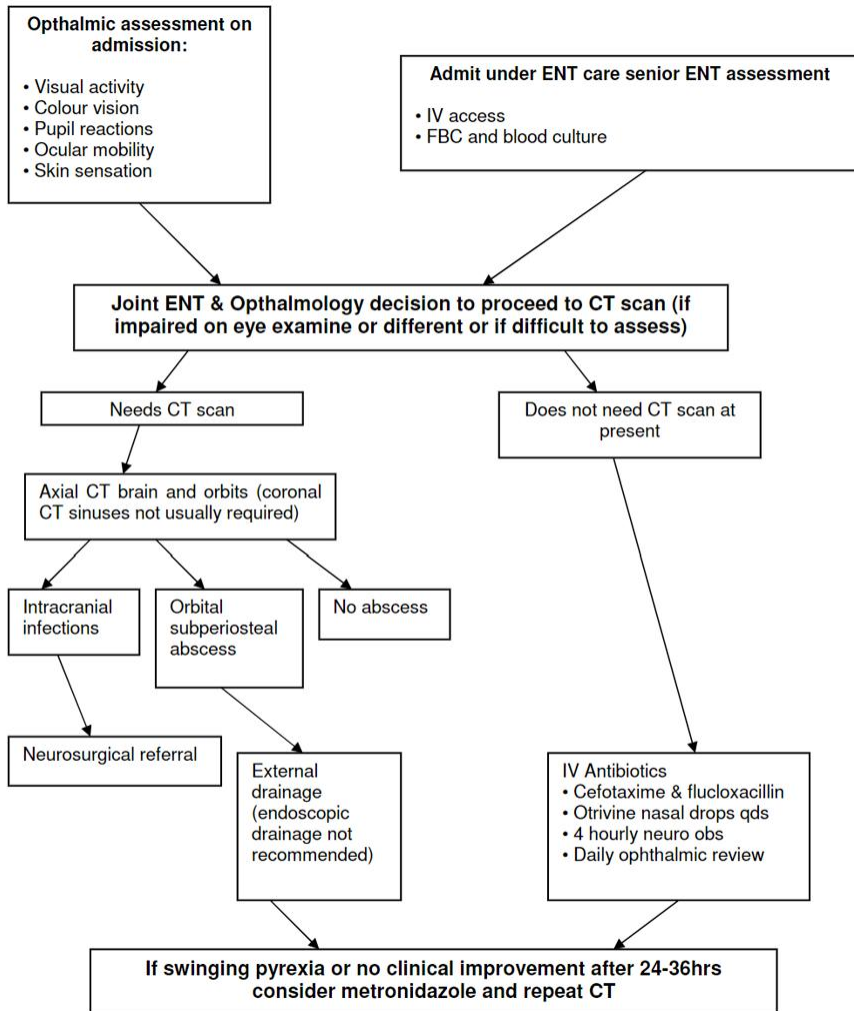 Opthalmic assessment on
admission:
• Visual activity
• Colour vision
• Pupil reactions
• Ocular mobility
• Skin sensation
Admit under ENT care senior ENT assessment
• IV access
• FBC and blood culture
Joint ENT & Opthalmology decision to proceed to CT scan (if
impaired on eye examine or different or if difficult to assess)
Needs CT scan
Does not need CT scan at
present
Axial CT brain and orbits (coronal
CT sinuses not usually required)
Intracranial
infections
Orbital
subperiosteal
abscess
No abscess
Neurosurgical referral
External
drainage
(endoscopic
drainage not
recommended)
IV Antibiotics
• Cefotaxime & flucloxacillin
• Otrivine nasal drops qds
• 4 hourly neuro obs
• Daily ophthalmic review
If swinging pyrexia or no clinical improvement after 24-36hrs
consider metronidazole and repeat CT